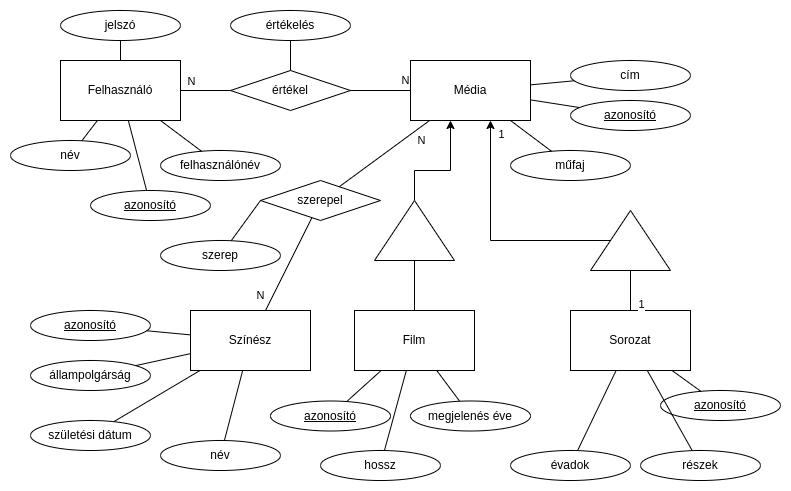 jelszó
értékelés
Felhasználó
N
értékel
N
Média
cím
azonosító
név
felhasználónév
azonosító
N
1
műfaj
szerepel
szerep
N
1
azonosító
állampolgárság
születési dátum
név
Színész
Film
Sorozat
azonosító
megjelenés éve
hossz
azonosító
évadok
részek